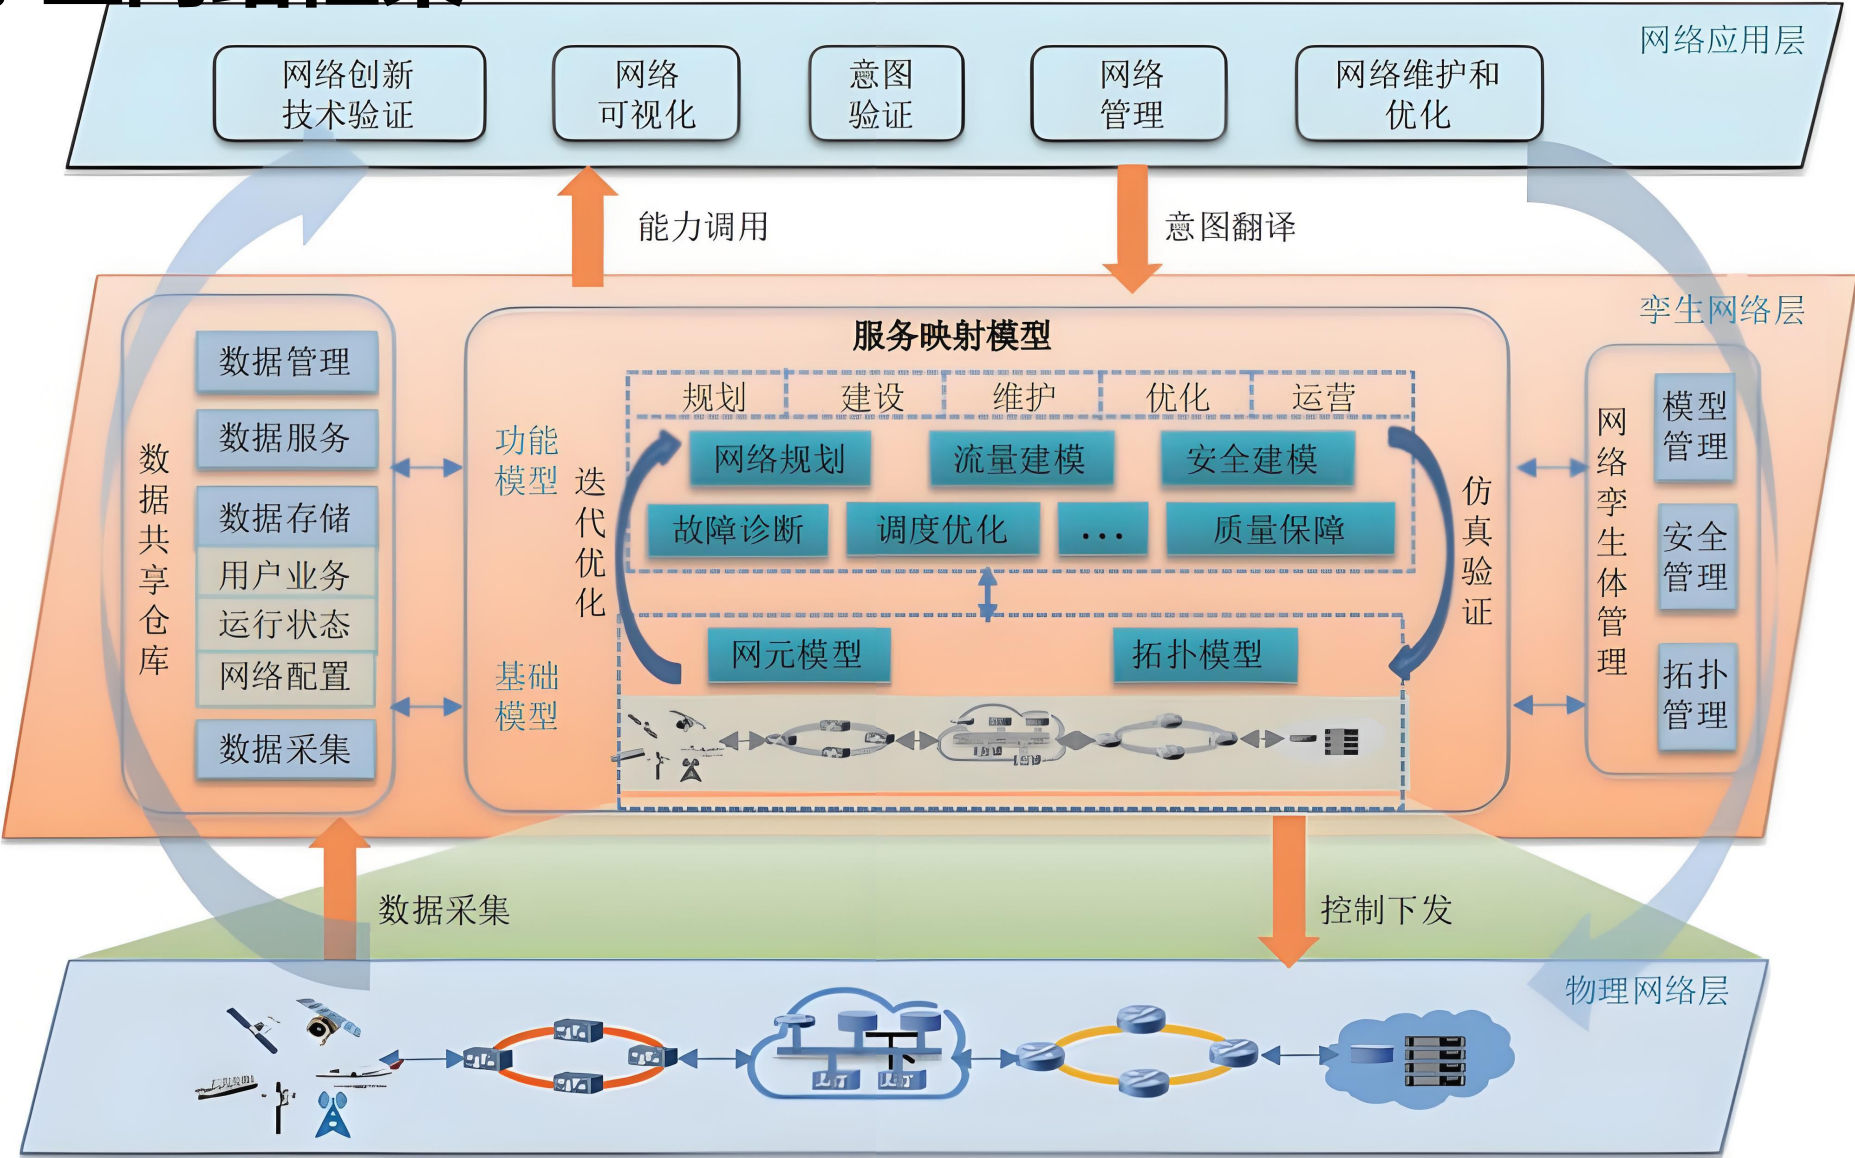 网络应用层
网络创新
技术验证
网络
可视化
意图
验证
网络
管理
网络维护和
优化
能力调用
意图翻译
孪生网络层
数据共享仓库
数据管理
数据服务
数据存储
用户业务
运行状态
网络配置
数据采集
服务映射模型
功能
模型
基础
模型
迭代优化
规划
建设
维护
优化
运营
网络规划
流量建模
安全建模
故障诊断
调度优化
...
质量保障
网元模型
拓扑模型
仿真验证
网络孪生体管理
模型
管理
安全
管理
拓扑
管理
数据采集
控制下发
物理网络层